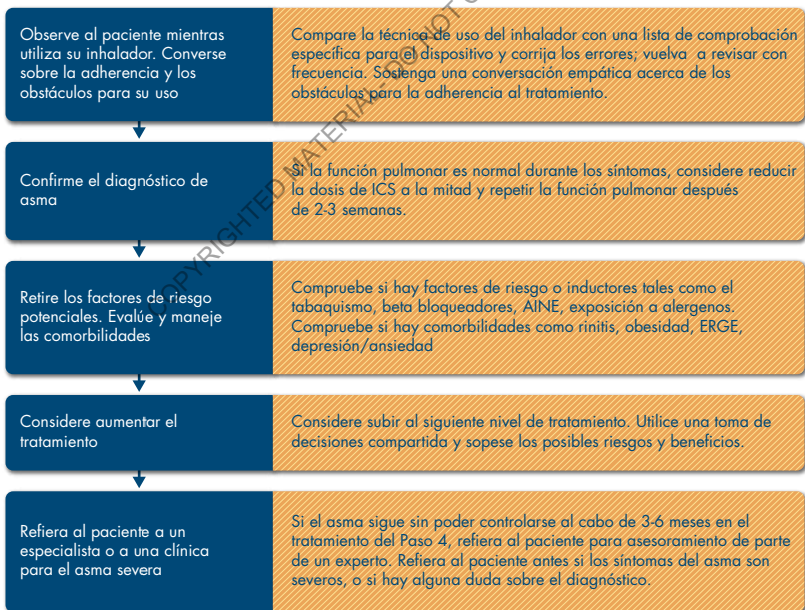 Observe al paciente mientras
utiliza su inhalador. Converse
sobre la adherencia y los
obstáculos para su uso
Compare la técnica de uso del inhalador con una lista de comprobación
específica para el dispositivo y corrija los errores; vuelva a revisar con
frecuencia. Sostenga una conversación empática acerca de los
obstáculos para la adherencia al tratamiento.
Confirme el diagnóstico de
asma
Si la función pulmonar es normal durante los síntomas, considere reducir
la dosis de ICS a la mitad y repetir la función pulmonar después
de 2-3 semanas.
Retire los factores de riesgo
potenciales. Evalúe y maneje
las comorbilidades
Compruebe si hay factores de riesgo o inductores tales como el
tabaquismo, beta bloqueadores, AINE, exposición a alergenos.
Compruebe si hay comorbilidades como rinitis, obesidad, ERGE,
depresión/ansiedad
Considere aumentar el
tratamiento
Considere subir al siguiente nivel de tratamiento. Utilice una toma de
decisiones compartida y sopese los posibles riesgos y beneficios.
Refiera al paciente a un
especialista o a una clínica
para el asma severa
Si el asma sigue sin poder controlarse al cabo de 3-6 meses en el
tratamiento del Paso 4, refiera al paciente para asesoramiento de parte
de un experto. Refiera al paciente antes si los síntomas del asma son
severos, o si hay alguna duda sobre el diagnóstico.
COPYRIGHTED MATERIAL- DO NOT